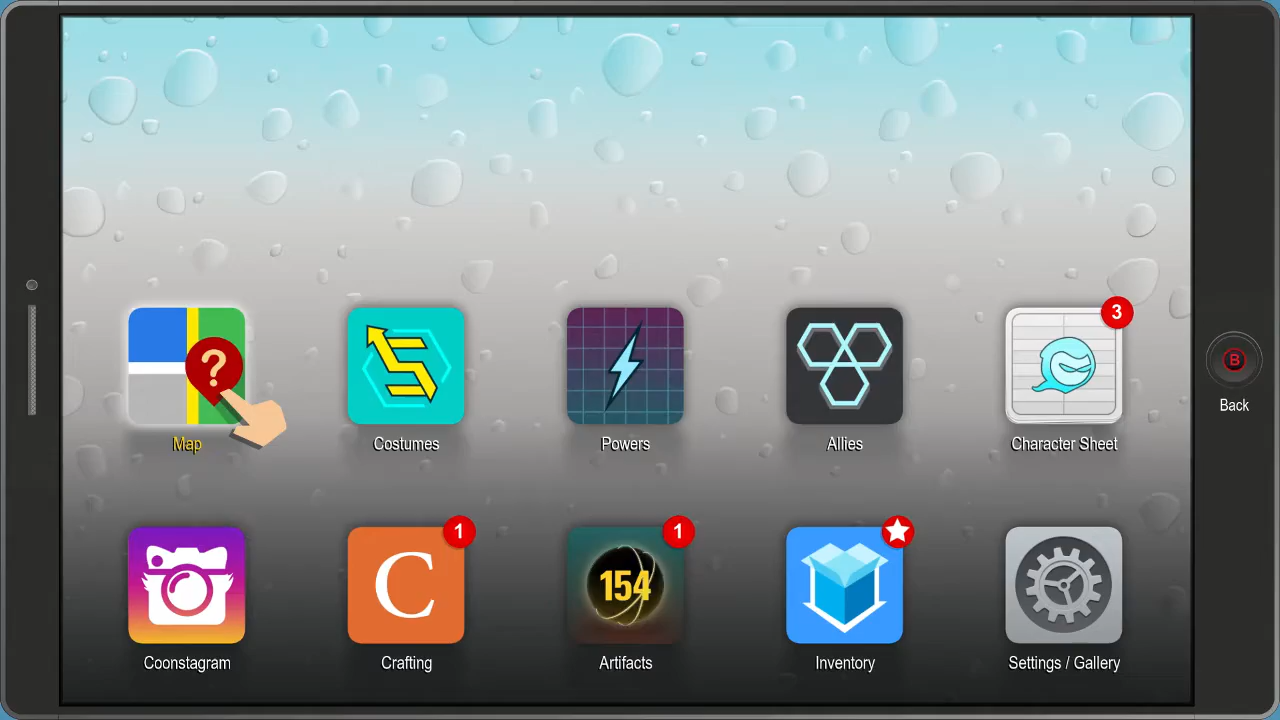 ?
3
Map
Costumes
Powers
Allies
Character Sheet
B
Back
1
1
C
154
Coonstagram
Crafting
Artifacts
Inventory
Settings / Gallery